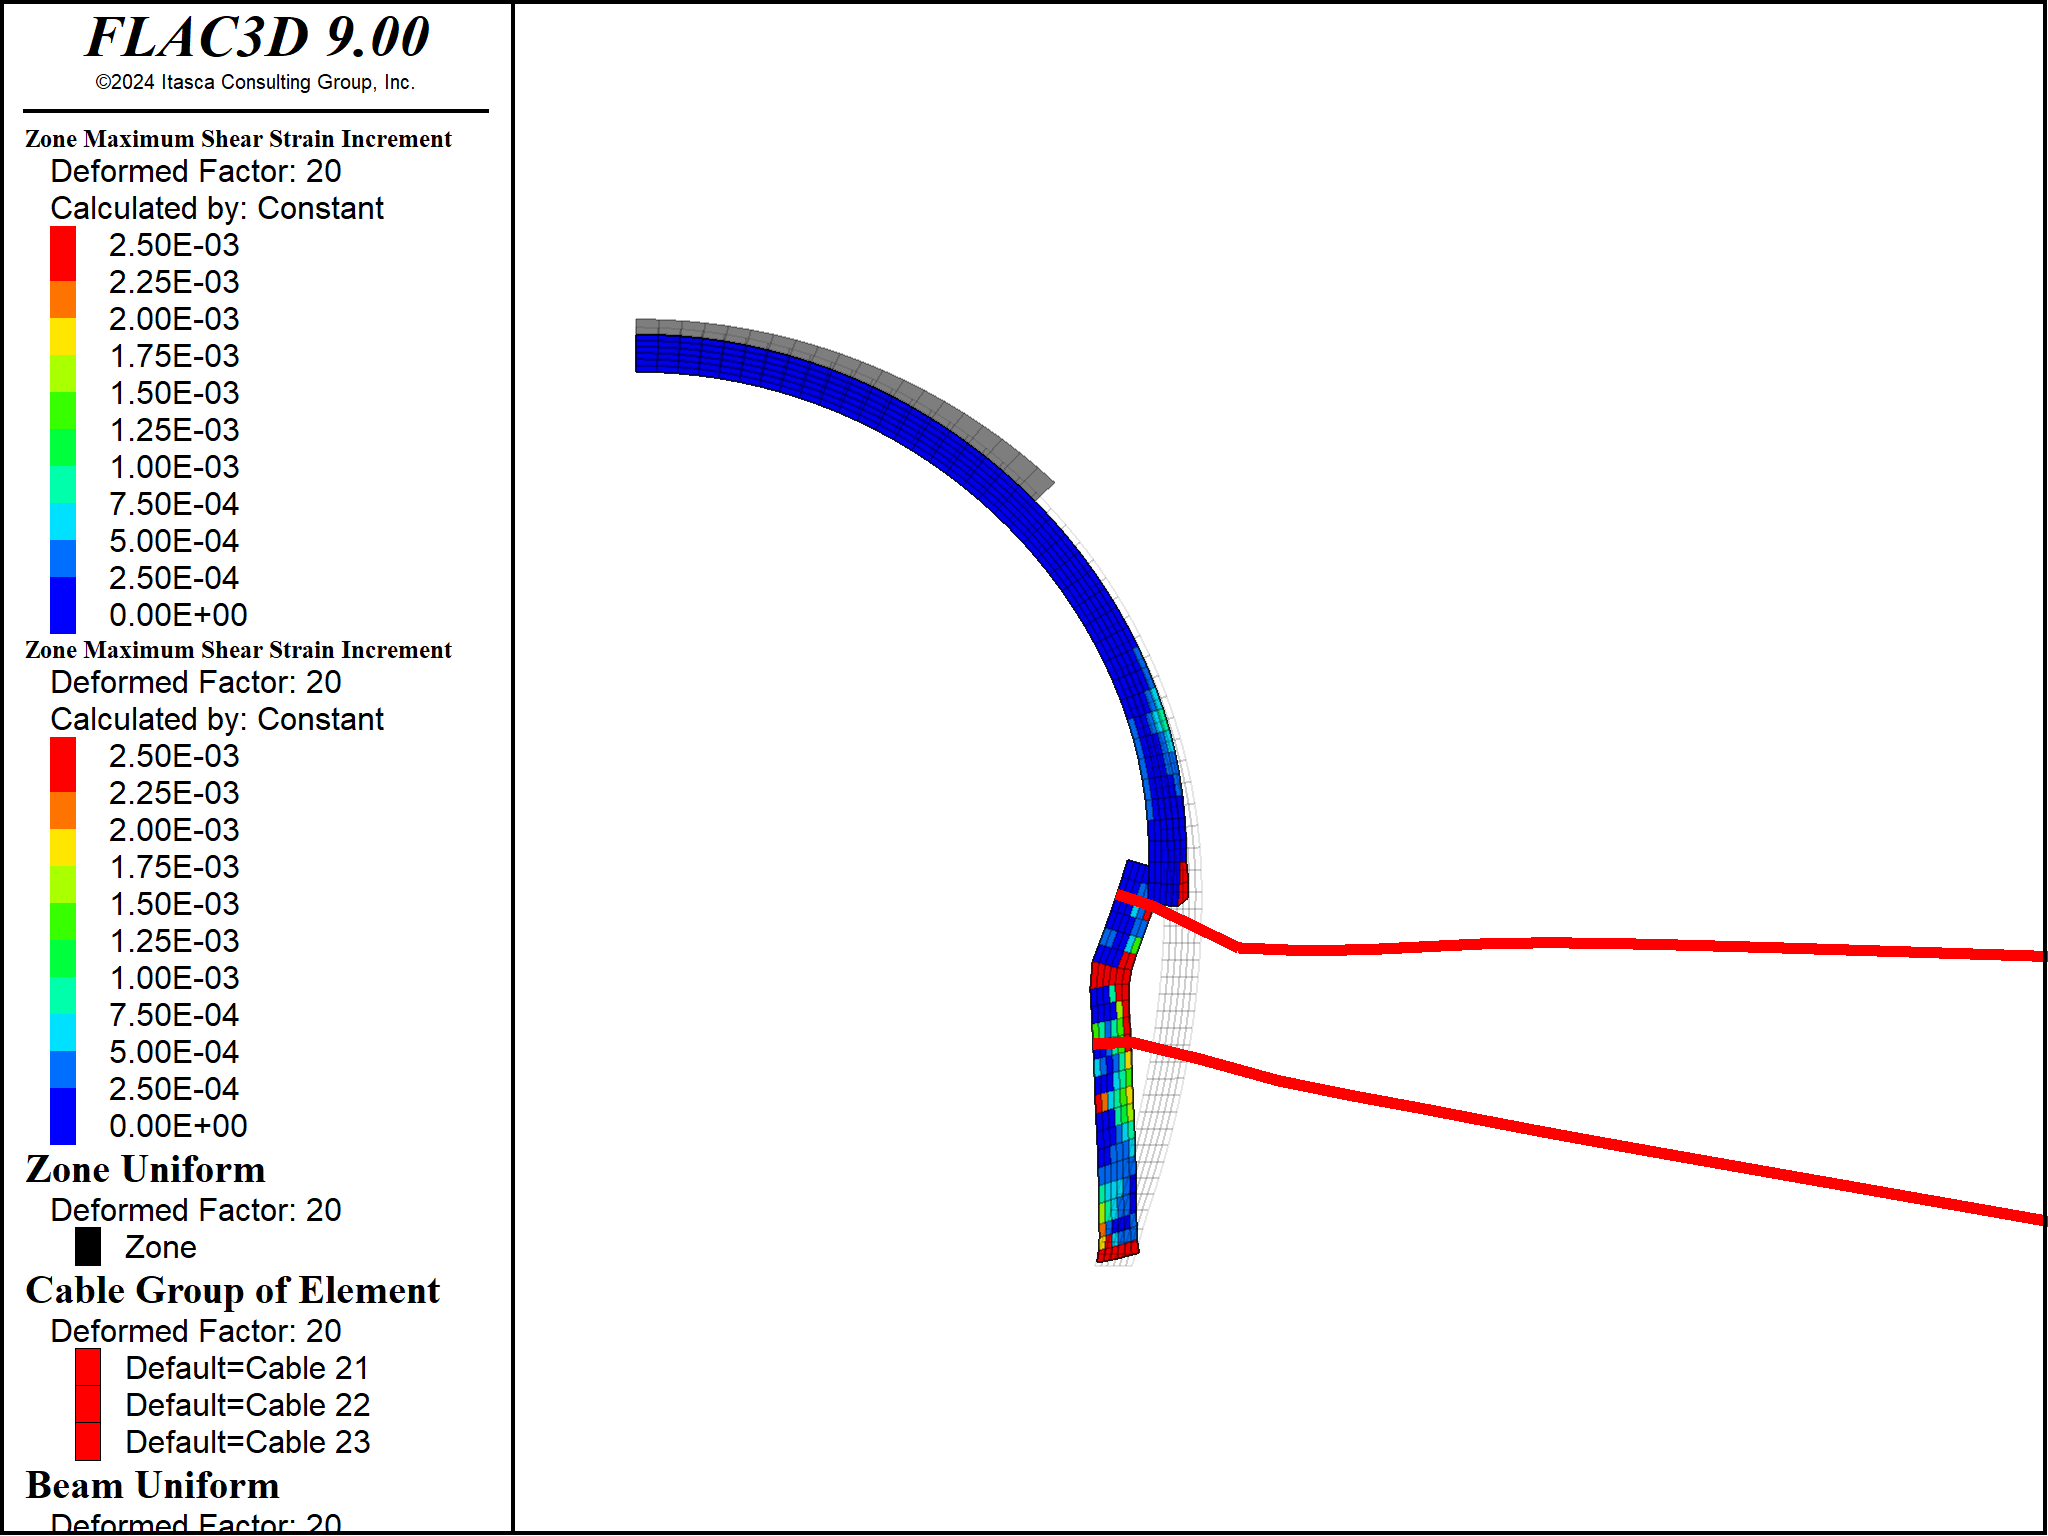 FLAC3D 9.00
©2024 Itasca Consulting Group, Inc.
Zone Maximum Shear Strain Increment
Deformed Factor: 20
Calculated by: Constant
2.50E-03
2.25E-03
2.00E-03
1.75E-03
1.50E-03
1.25E-03
1.00E-03
7.50E-04
5.00E-04
2.50E-04
0.00E+00
Zone Maximum Shear Strain Increment
Deformed Factor: 20
Calculated by: Constant
2.50E-03
2.25E-03
2.00E-03
1.75E-03
1.50E-03
1.25E-03
1.00E-03
7.50E-04
5.00E-04
2.50E-04
0.00E+00
Zone Uniform
Deformed Factor: 20
Zone
Cable Group of Element
Deformed Factor: 20
Default=Cable 21
Default=Cable 22
Default=Cable 23
Beam Uniform
Deformed Factor: 20